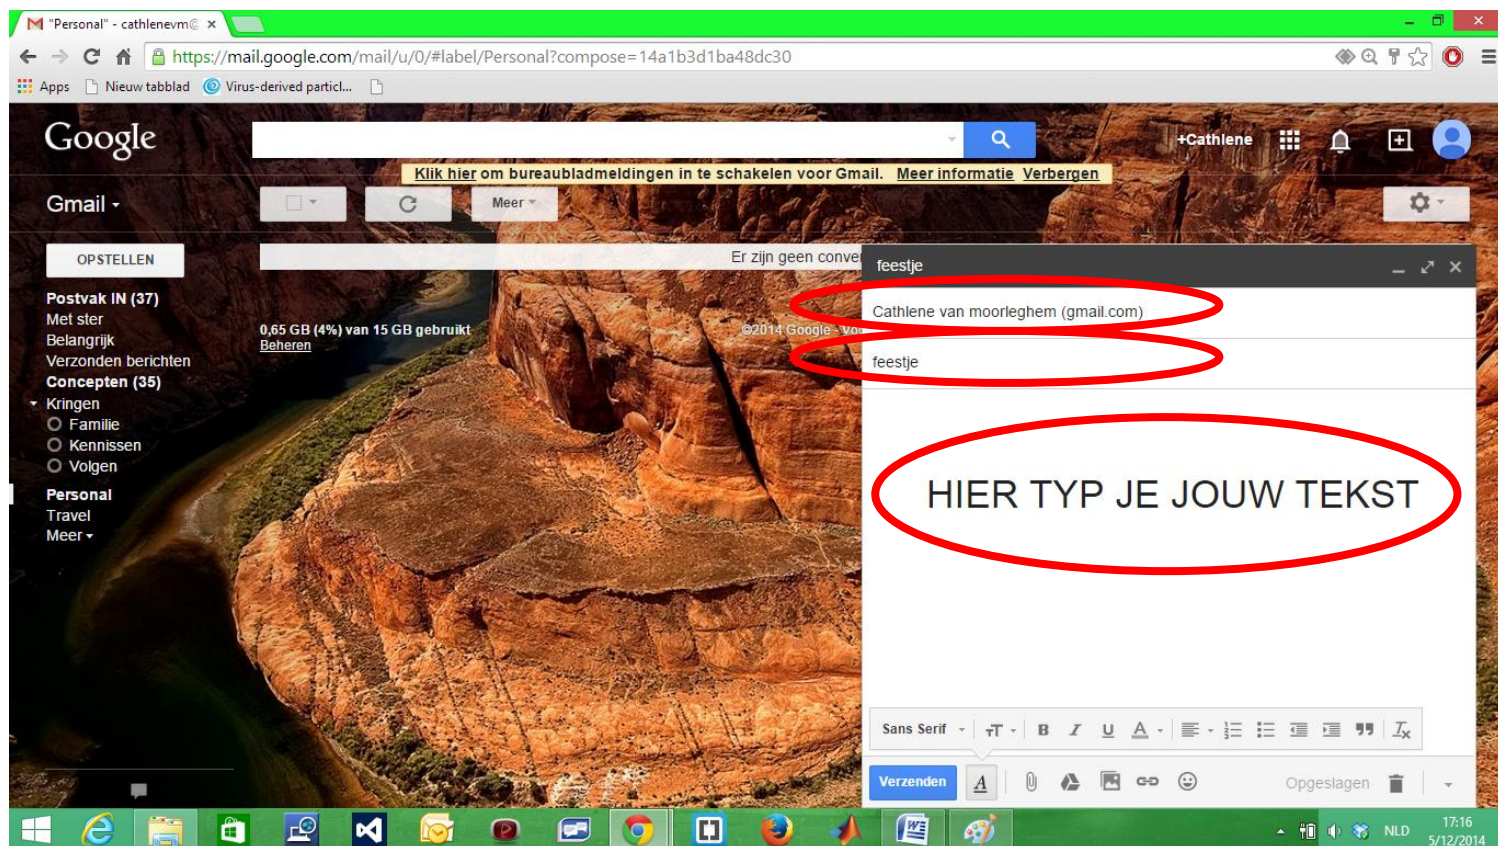 "Personal" - cathlenevm@
https://mail.google.com/mail/u/0/#label/Personal?compose=14a1b3d1ba48dc30
Apps Nieuw tabblad Virus-derived particl...
Google
+Cathlene
Klik hier om bureaubladmeldingen in te schakelen voor Gmail. Meer informatie Verbergen
Gmail
Meer
OPSTELLEN
Er zijn geen conve
Postvak IN (37)
Met ster
Belangrijk
Verzonden berichten
Concepten (35)
Kringen
Familie
Kennissen
Volgen
Personal
Travel
Meer
0,65 GB (4%) van 15 GB gebruikt
Beheren
©2014 Google - Vo
feestje
Cathlene van moorleghem (gmail.com)
feestje
HIER TYP JE JOUW TEKST
Sans Serif
Verzenden
Opgeslagen
NLD
17:16
5/12/2014